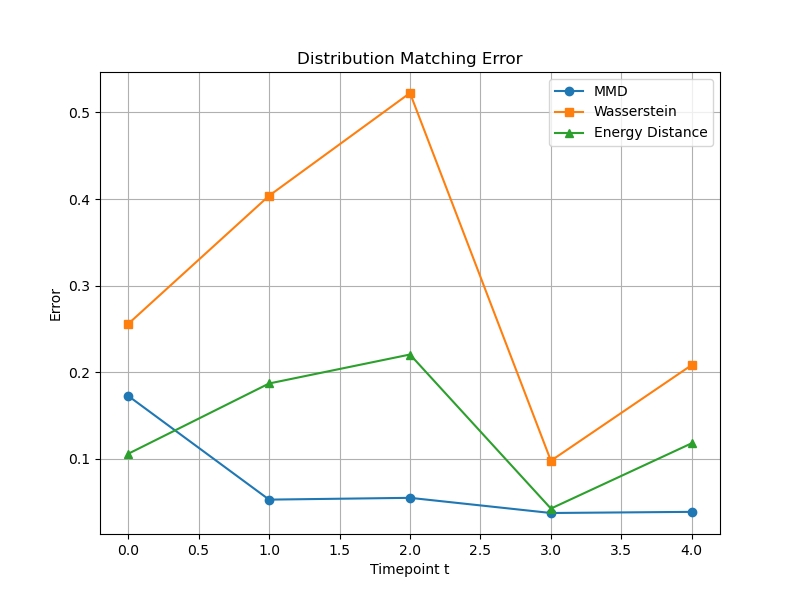 Distribution Matching Error
MMD
Wasserstein
Energy Distance
Error
0.5
0.4
0.3
0.2
0.1
0.0 0.5 1.0 1.5 2.0 2.5 3.0 3.5 4.0
Timepoint t